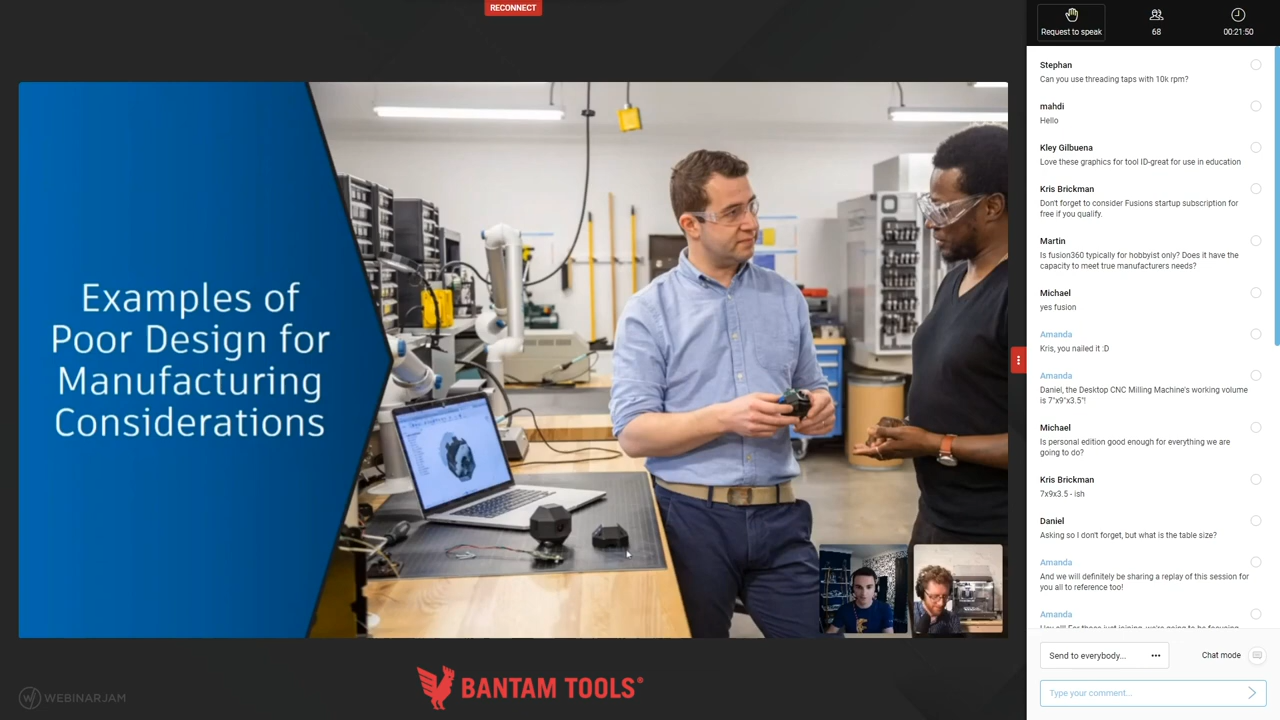 RECONNECT
Request to speak
68
00:21:50
Examples of
Poor Design for
Manufacturing
Considerations
WEBINARJAM
BANTAM TOOLS®
Stephan
Can you use threading taps with 10k rpm?
mahdi
Hello
Kley Gilbuena
Love these graphics for tool ID-great for use in education
Kris Brickman
Don't forget to consider Fusions startup subscription for
free if you qualify.
Martin
Is fusion360 typically for hobbyist only? Does it have the
capacity to meet true manufacturers needs?
Michael
yes fusion
Amanda
Kris, you nailed it :D
Amanda
Daniel, the Desktop CNC Milling Machine's working volume
is 7"x9"x3.5"!
Michael
Is personal edition good enough for everything we are
going to do?
Kris Brickman
7x9x3.5 - ish
Daniel
Asking so I don't forget, but what is the table size?
Amanda
And we will definitely be sharing a replay of this session for
you all to reference too!
Amanda
Send to everybody...
Chat mode
Type your comment...